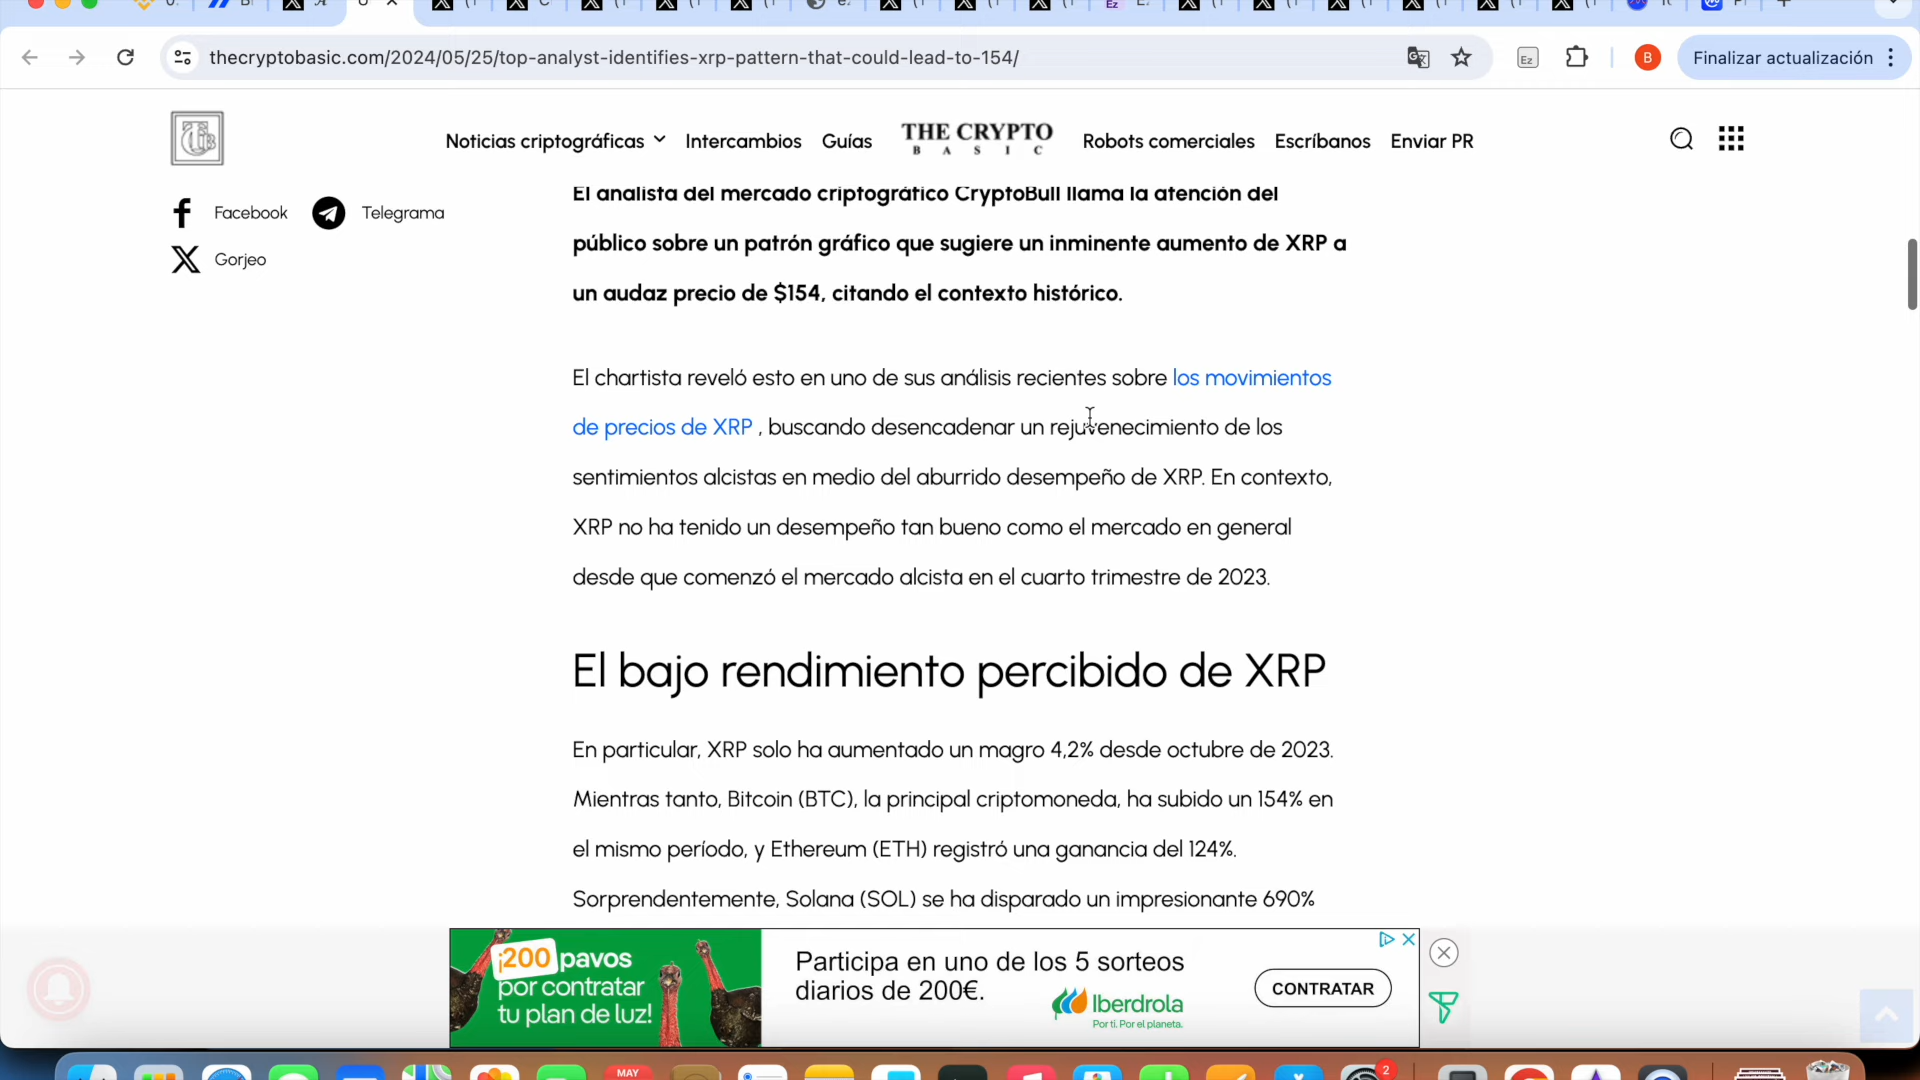 thecryptobasic.com/2024/05/25/top-analyst-identifies-xrp-pattern-that-could-lead-to-154/
Ez
B
Finalizar actualización
Noticias criptográficas
Intercambios
Guías
THE CRYPTO
BASIC
Robots comerciales
Escríbanos
Enviar PR
Facebook
Telegrama
Gorjeo
El analista del mercado criptográfico CryptoBull llama la atención del
público sobre un patrón gráfico que sugiere un inminente aumento de XRP a
un audaz precio de $154, citando el contexto histórico.
El chartista reveló esto en uno de sus análisis recientes sobre los movimientos
de precios de XRP , buscando desencadenar un rejuvenecimiento de los
sentimientos alcistas en medio del aburrido desempeño de XRP. En contexto,
XRP no ha tenido un desempeño tan bueno como el mercado en general
desde que comenzó el mercado alcista en el cuarto trimestre de 2023.
El bajo rendimiento percibido de XRP
En particular, XRP solo ha aumentado un magro 4,2% desde octubre de 2023.
Mientras tanto, Bitcoin (BTC), la principal criptomoneda, ha subido un 154% en
el mismo período, y Ethereum (ETH) registró una ganancia del 124%.
Sorprendentemente, Solana (SOL) se ha disparado un impresionante 690%
¡200 pavos
por contratar
tu plan de luz!
Participa en uno de los 5 sorteos
diarios de 200€.
Iberdrola
Por ti. Por el planeta.
CONTRATAR
MAY
2